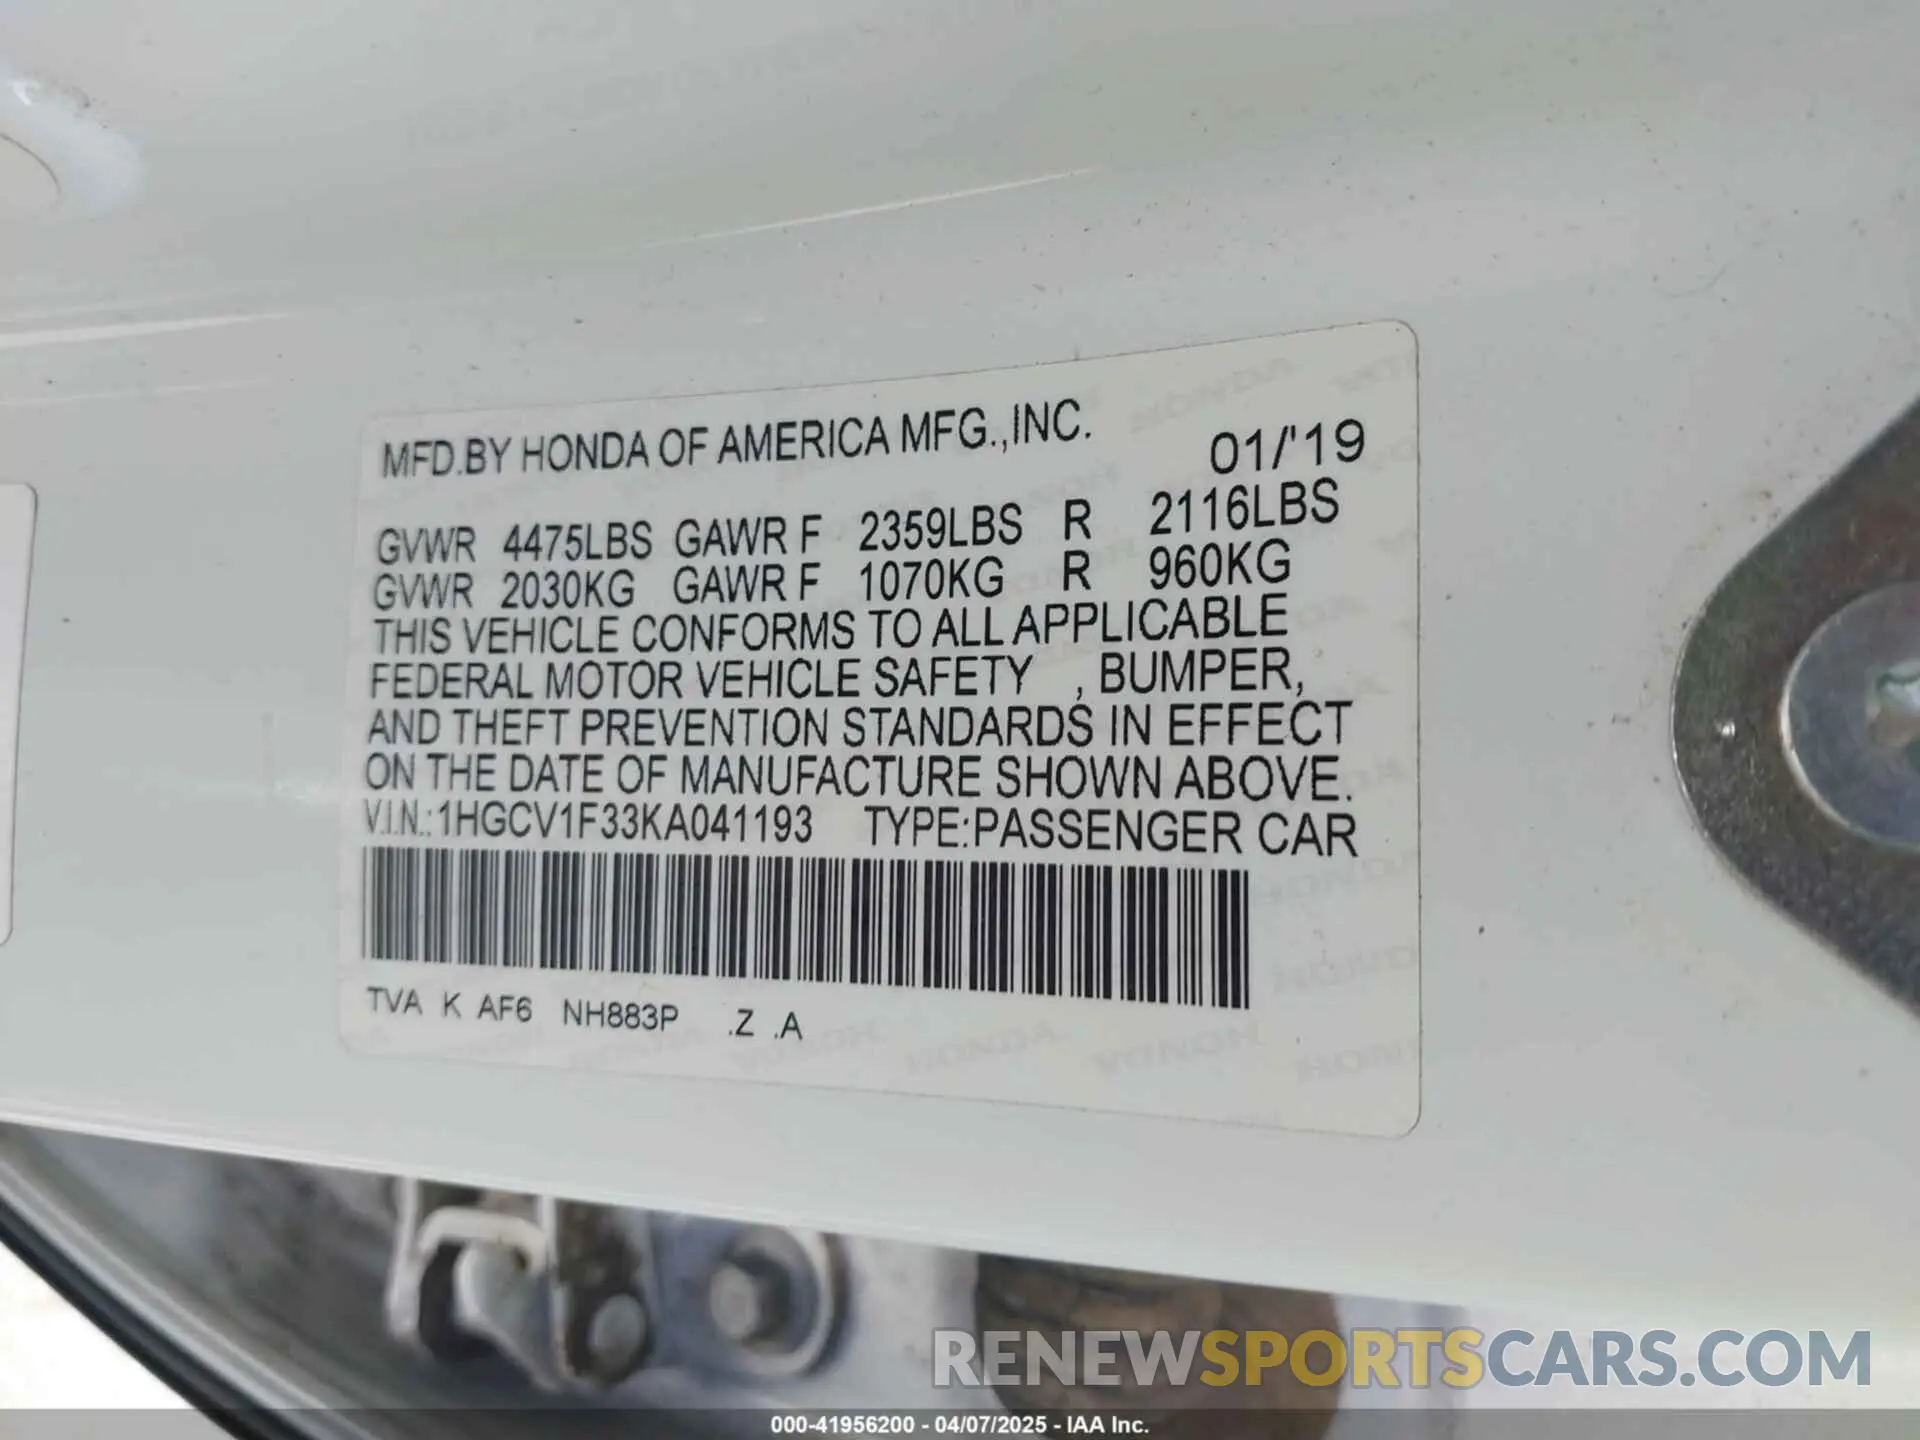 MFD.BY HONDA OF AMERICA MFG.,INC. 01/'19
GVWR 4475LBS GAWR F 2359LBS R 2116LBS
GVWR 2030KG GAWR F 1070KG R 960KG
THIS VEHICLE CONFORMS TO ALL APPLICABLE
FEDERAL MOTOR VEHICLE SAFETY , BUMPER,
AND THEFT PREVENTION STANDARDS IN EFFECT
ON THE DATE OF MANUFACTURE SHOWN ABOVE.
V.I.N.:1HGCV1F33KA041193 TYPE:PASSENGER CAR
TVA K AF6 NH883P .Z .A
RENEWSPORTSCARS.COM
000-41956200 - 04/07/2025 - IAA Inc.